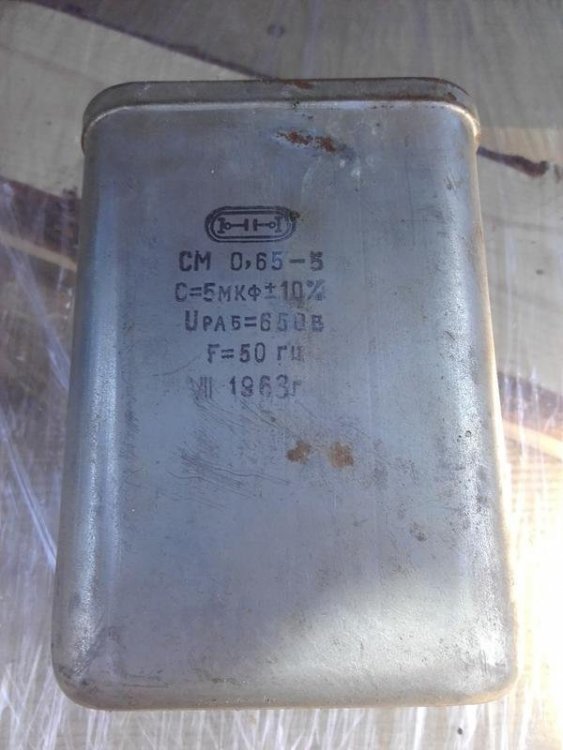 СМ 0,65-5
С=5МКФ±10%
UРАБ=650В
F=50 ГЦ
VII 1963г